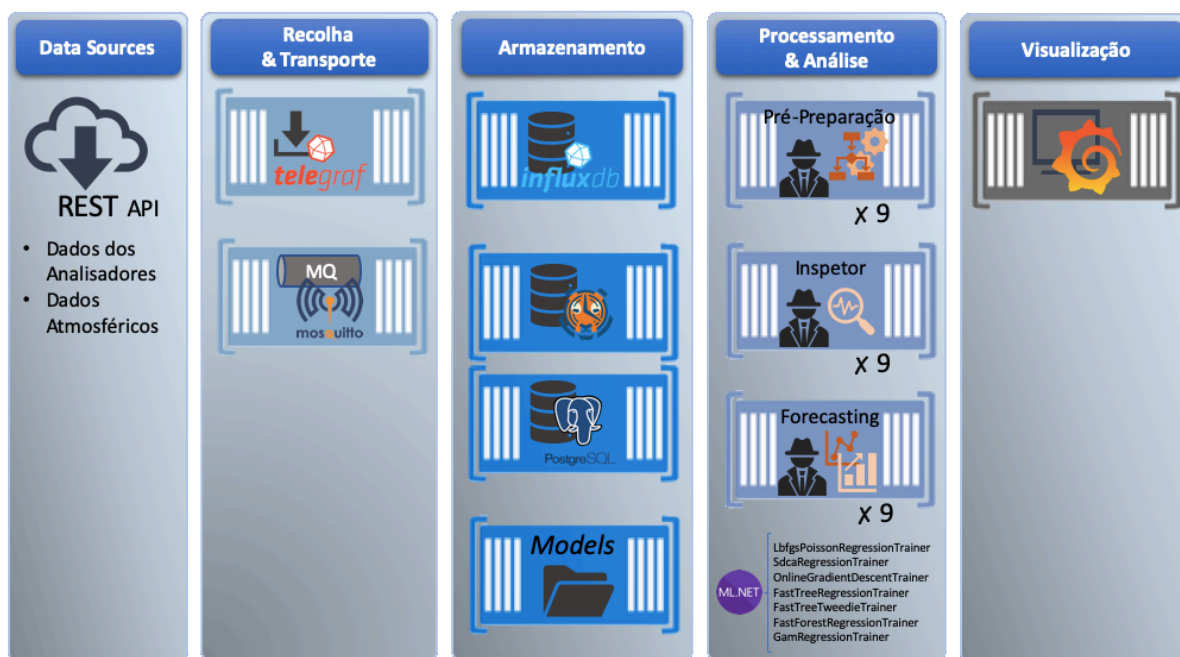 Data Sources
REST API
• Dados dos
Analisadores
• Dados
Atmosféricos
Recolha
& Transporte
telegraf
MQ
mosquitto
Armazenamento
influxdb
PostgreSQL
Models
Processamento
& Análise
Pré-Preparação
x 9
Inspetor
x 9
Forecasting
x 9
ML.NET
LbfgsPoissonRegressionTrainer
SdcaRegressionTrainer
OnlineGradientDescentTrainer
FastTreeRegressionTrainer
FastTreeTweedieTrainer
FastForestRegressionTrainer
GamRegressionTrainer
Visualização